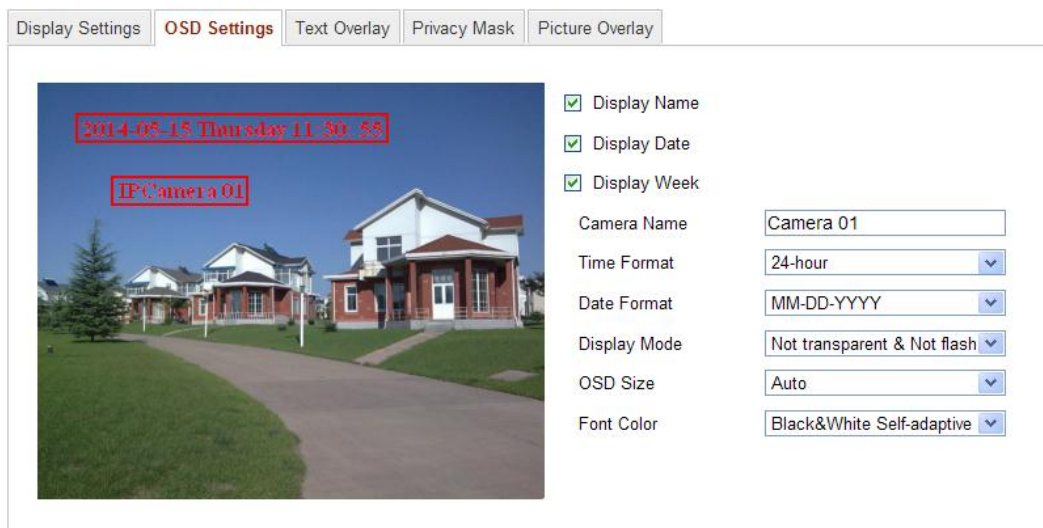 Display Settings OSD Settings Text Overlay Privacy Mask Picture Overlay
2014-05-15 Thursday 11:30:55
IPCamera 01
Display Name
Display Date
Display Week
Camera Name Camera 01
Time Format 24-hour
Date Format MM-DD-YYYY
Display Mode Not transparent & Not flash
OSD Size Auto
Font Color Black&White Self-adaptive